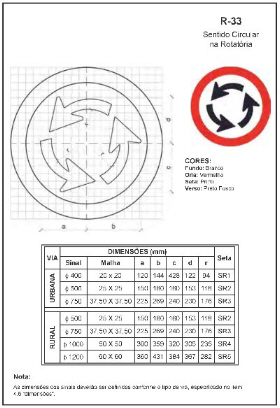 R-33
Sentido Circular
na Rotatória
a
b
CORES:
Fundo: Branco
Orla: Vermelha
Seta: Preta
Verso: Preto Fosco
DIMENSÕES (mm)
VIA Sinal Malha a b c d r Seta
URBANA
ϕ 400 20 x 20 120 144 428 122 94 SR1
ϕ 500 25 X 25 150 180 160 153 118 SR2
ϕ 750 37,50 X 37,50 225 269 240 230 176 SR3
RURAL
ϕ 500 25 X 25 150 180 160 153 118 SR2
ϕ 750 37,50 X 37,50 225 269 240 230 176 SR3
ϕ 1000 50 X 50 300 359 320 306 235 SR4
ϕ 1200 60 X 60 360 431 384 367 282 SR5
Nota:
As dimensões dos sinais deverão ser definidas conforme o tipo de via, especificado no item
4.6 "dimensões".